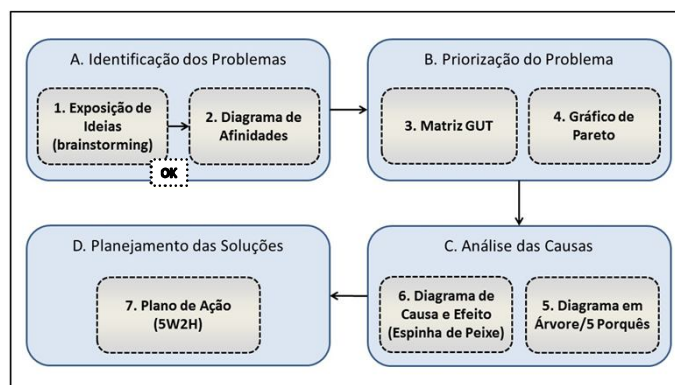 A. Identificação dos Problemas
1. Exposição de
Ideias
(brainstorming)
2. Diagrama de
Afinidades
OK
B. Priorização do Problema
3. Matriz GUT
4. Gráfico de
Pareto
D. Planejamento das Soluções
7. Plano de Ação
(5W2H)
C. Análise das Causas
6. Diagrama de
Causa e Efeito
(Espinha de Peixe)
5. Diagrama em
Árvore/5 Porquês